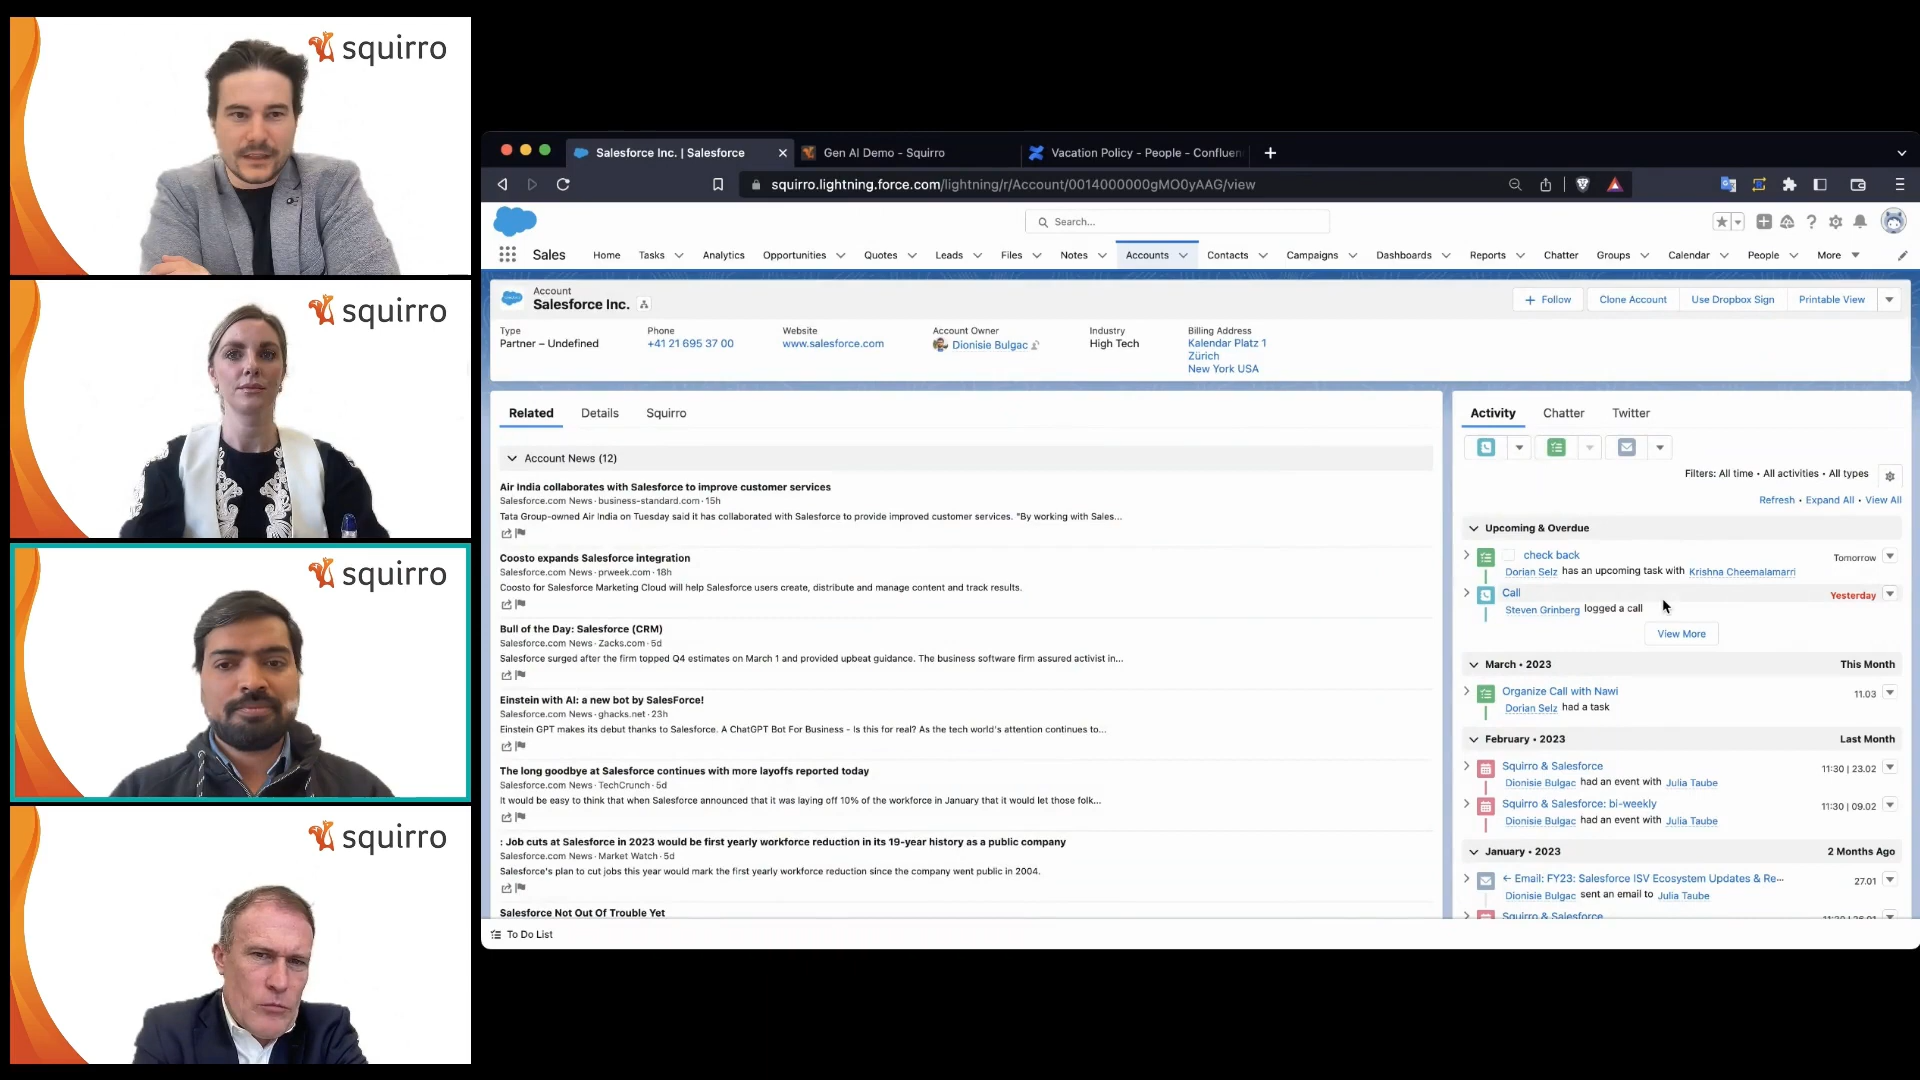 squirro
squirro
squirro
squirro
Salesforce Inc. | Salesforce
Gen AI Demo - Squirro
Vacation Policy - People - Confluen
squirro.lightning.force.com/lightning/r/Account/0014000000gMO0yAAG/view
Search...
Sales
Home Tasks Analytics Opportunities Quotes Leads Files Notes Accounts Contacts Campaigns Dashboards Reports Chatter Groups Calendar People More
Account
Salesforce Inc.
+ Follow Clone Account Use Dropbox Sign Printable View
Type Phone Website Account Owner Industry Billing Address
Partner – Undefined +41 21 695 37 00 www.salesforce.com Dionisie Bulgac High Tech Kalendar Platz 1
Zürich
New York USA
Related Details Squirro
Account News (12)
Air India collaborates with Salesforce to improve customer services
Salesforce.com News · business-standard.com · 15h
Tata Group-owned Air India on Tuesday said it has collaborated with Salesforce to provide improved customer services. "By working with Sales...
Coosto expands Salesforce integration
Salesforce.com News · prweek.com · 18h
Coosto for Salesforce Marketing Cloud will help Salesforce users create, distribute and manage content and track results.
Bull of the Day: Salesforce (CRM)
Salesforce.com News · Zacks.com · 5d
Salesforce surged after the firm topped Q4 estimates on March 1 and provided upbeat guidance. The business software firm assured activist in...
Einstein with AI: a new bot by SalesForce!
Salesforce.com News · ghacks.net · 23h
Einstein GPT makes its debut thanks to Salesforce. A ChatGPT Bot For Business - Is this for real? As the tech world's attention continues to...
The long goodbye at Salesforce continues with more layoffs reported today
Salesforce.com News · TechCrunch · 5d
It would be easy to think that when Salesforce announced that it was laying off 10% of the workforce in January that it would let those folk...
: Job cuts at Salesforce in 2023 would be first yearly workforce reduction in its 19-year history as a public company
Salesforce.com News · Market Watch · 5d
Salesforce's plan to cut jobs this year would mark the first yearly workforce reduction since the company went public in 2004.
Salesforce Not Out Of Trouble Yet
Activity Chatter Twitter
Filters: All time • All activities • All types
Refresh • Expand All • View All
Upcoming & Overdue
check back Tomorrow
Dorian Selz has an upcoming task with Krishna Cheemalamarri
Call Yesterday
Steven Grinberg logged a call
View More
March • 2023 This Month
Organize Call with Nawi 11.03
Dorian Selz had a task
February • 2023 Last Month
Squirro & Salesforce 11:30 | 23.02
Dionisie Bulgac had an event with Julia Taube
Squirro & Salesforce: bi-weekly 11:30 | 09.02
Dionisie Bulgac had an event with Julia Taube
January • 2023 2 Months Ago
← Email: FY23: Salesforce ISV Ecosystem Updates & Re... 27.01
Dionisie Bulgac sent an email to Julia Taube
Squirro & Salesforce
To Do List